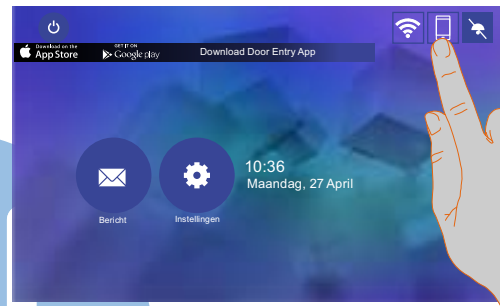 Download on the
App Store
GET IT ON
Google play
Download Door Entry App
10:36
Maandag, 27 April
Bericht
Instellingen